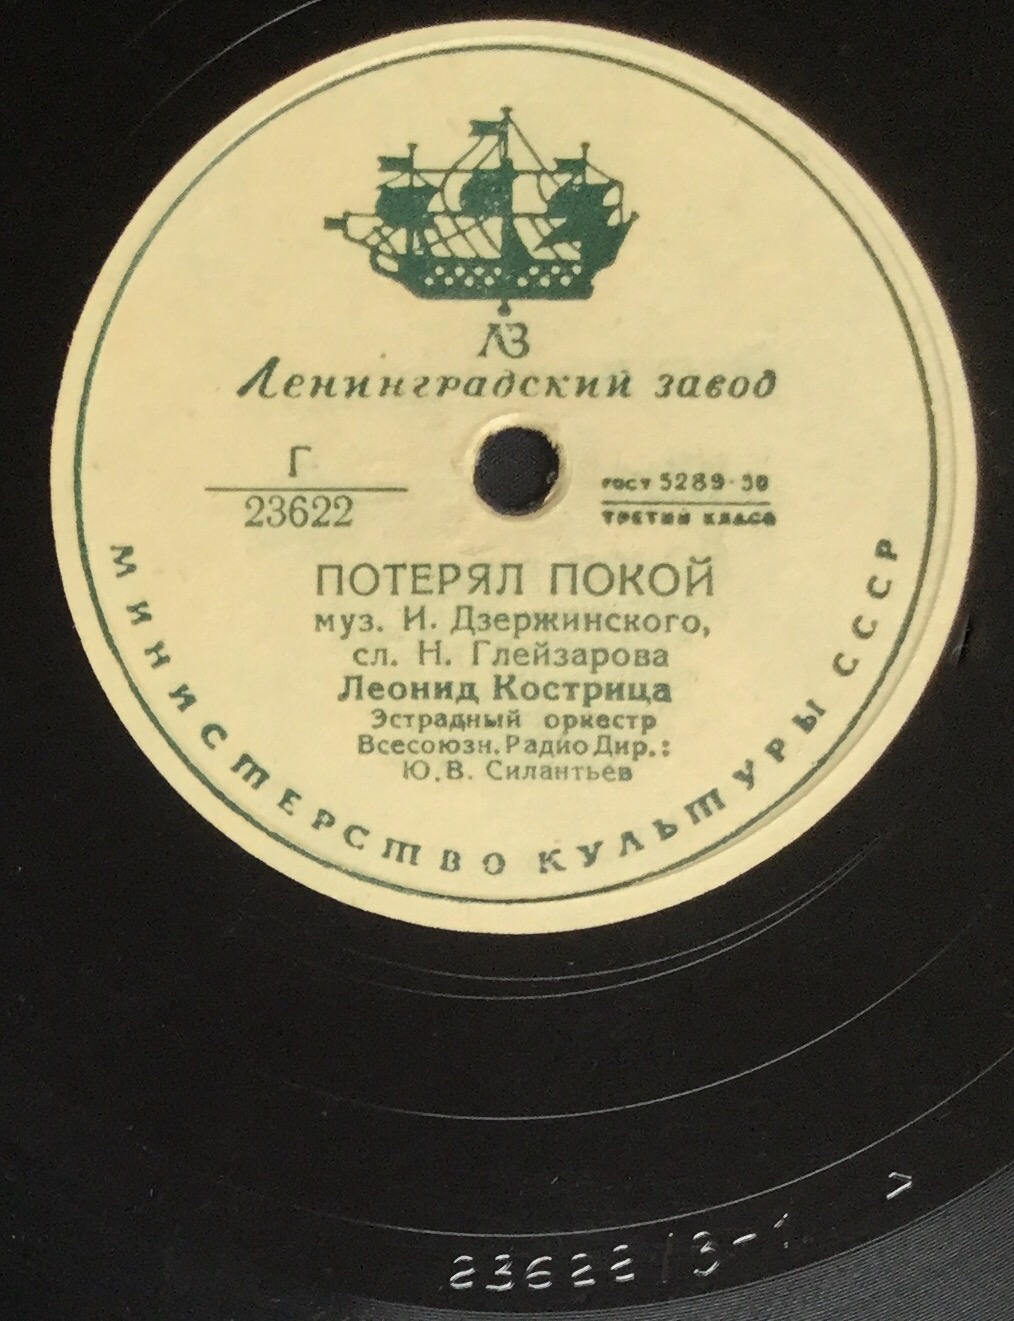 ЛЗ
Ленинградский завод
Г
23622
ГОСТ 5289-50
ТРЕТИЙ КЛАСС
ПОТЕРЯЛ ПОКОЙ
муз. И. Дзержинского,
сл. Н. Глейзарова
Леонид Кострица
Эстрадный оркестр
Всесоюзн. Радио Дир.:
Ю. В. Силантьев
МИНИСТЕРСТВО КУЛЬТУРЫ СССР
23622